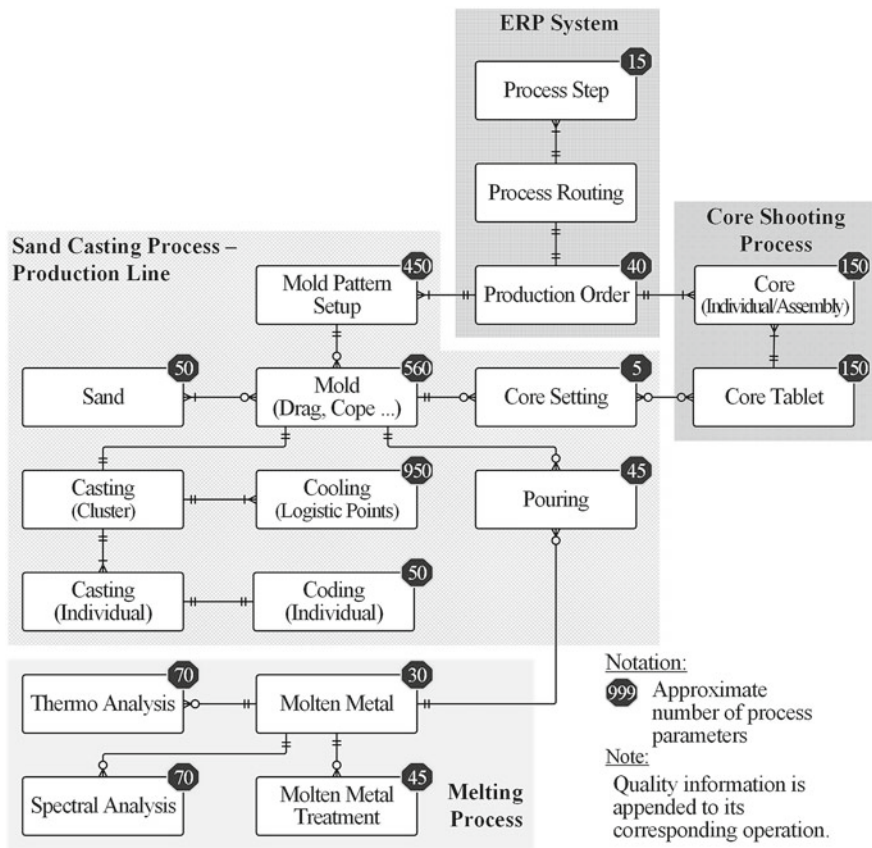 ERP System
15
Process Step
Process Routing
Core Shooting
Process
Sand Casting Process –
Production Line
450
Mold Pattern
Setup
40
Production Order
150
Core
(Individual/Assembly)
50
Sand
560
Mold
(Drag, Cope ...)
5
Core Setting
150
Core Tablet
Casting
(Cluster)
950
Cooling
(Logistic Points)
45
Pouring
Casting
(Individual)
50
Coding
(Individual)
70
Thermo Analysis
30
Molten Metal
70
Spectral Analysis
45
Molten Metal
Treatment
Melting
Process
Notation:
999 Approximate
number of process
parameters
Note:
Quality information is
appended to its
corresponding operation.